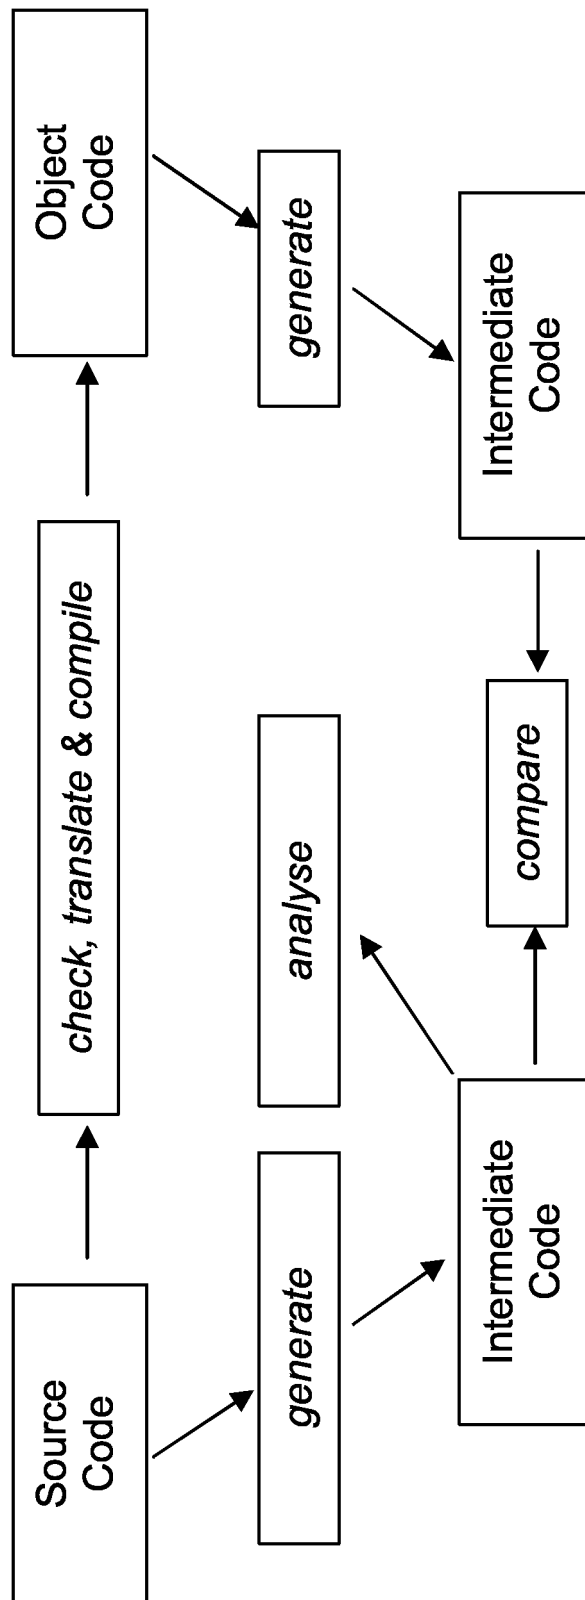 Source
Code
check, translate & compile
Object
Code
generate
analyse
generate
Intermediate
Code
compare
Intermediate
Code